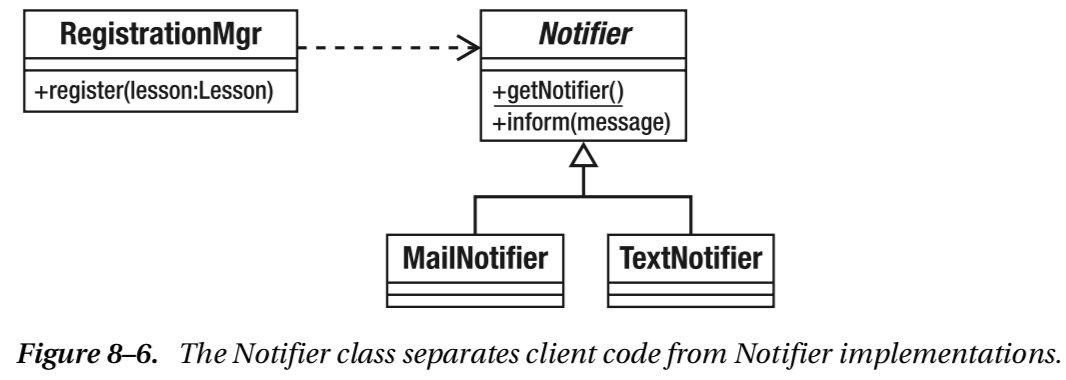 RegistrationMgr
+register(lesson:Lesson)
Notifier
+getNotifier()
+inform(message)
MailNotifier
TextNotifier
Figure 8–6. The Notifier class separates client code from Notifier implementations.